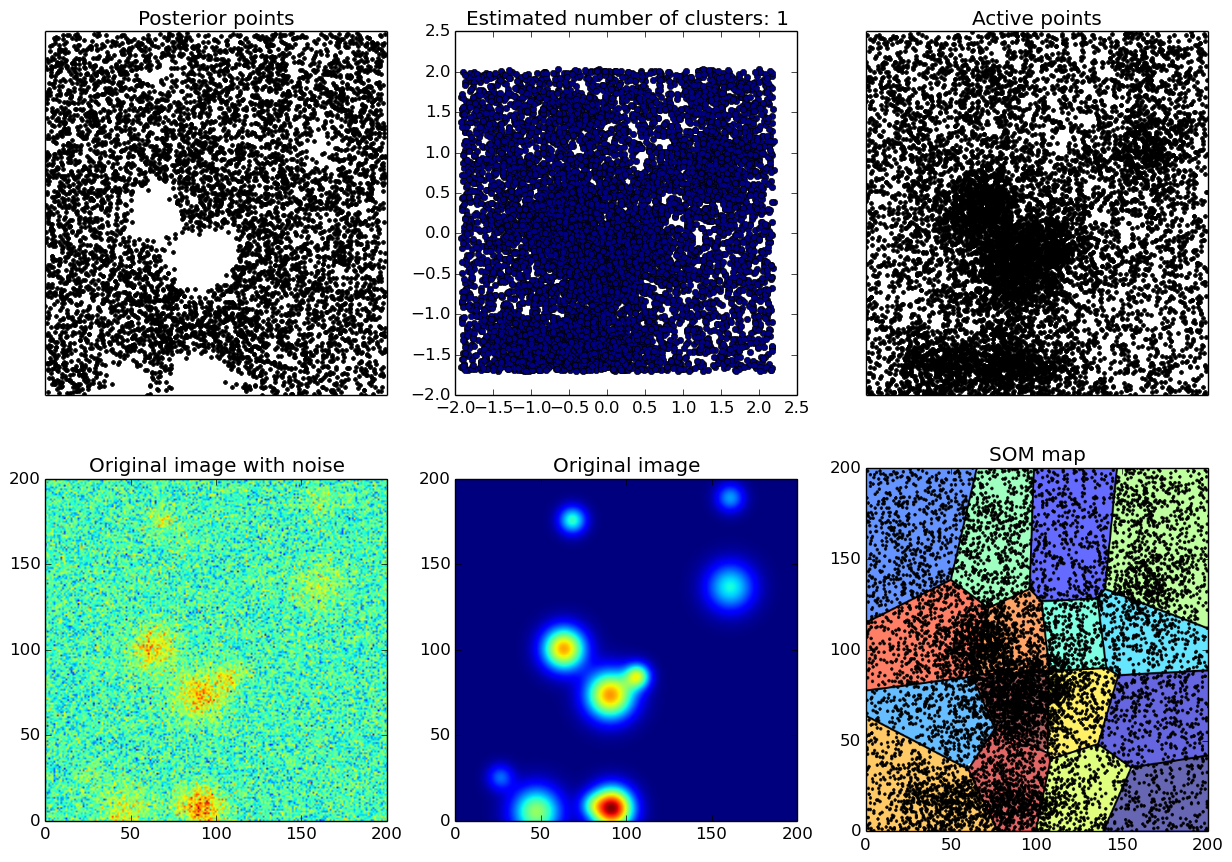 Posterior points
Estimated number of clusters: 1
Active points
2.5
2.0
1.5
1.0
0.5
0.0
−0.5
−1.0
−1.5
−2.0
−2.0 −1.5 −1.0 −0.5 0.0 0.5 1.0 1.5 2.0 2.5
Original image with noise
Original image
SOM map
200
150
100
50
0
0 50 100 150 200
200
150
100
50
0
0 50 100 150 200
200
150
100
50
0
0 50 100 150 200